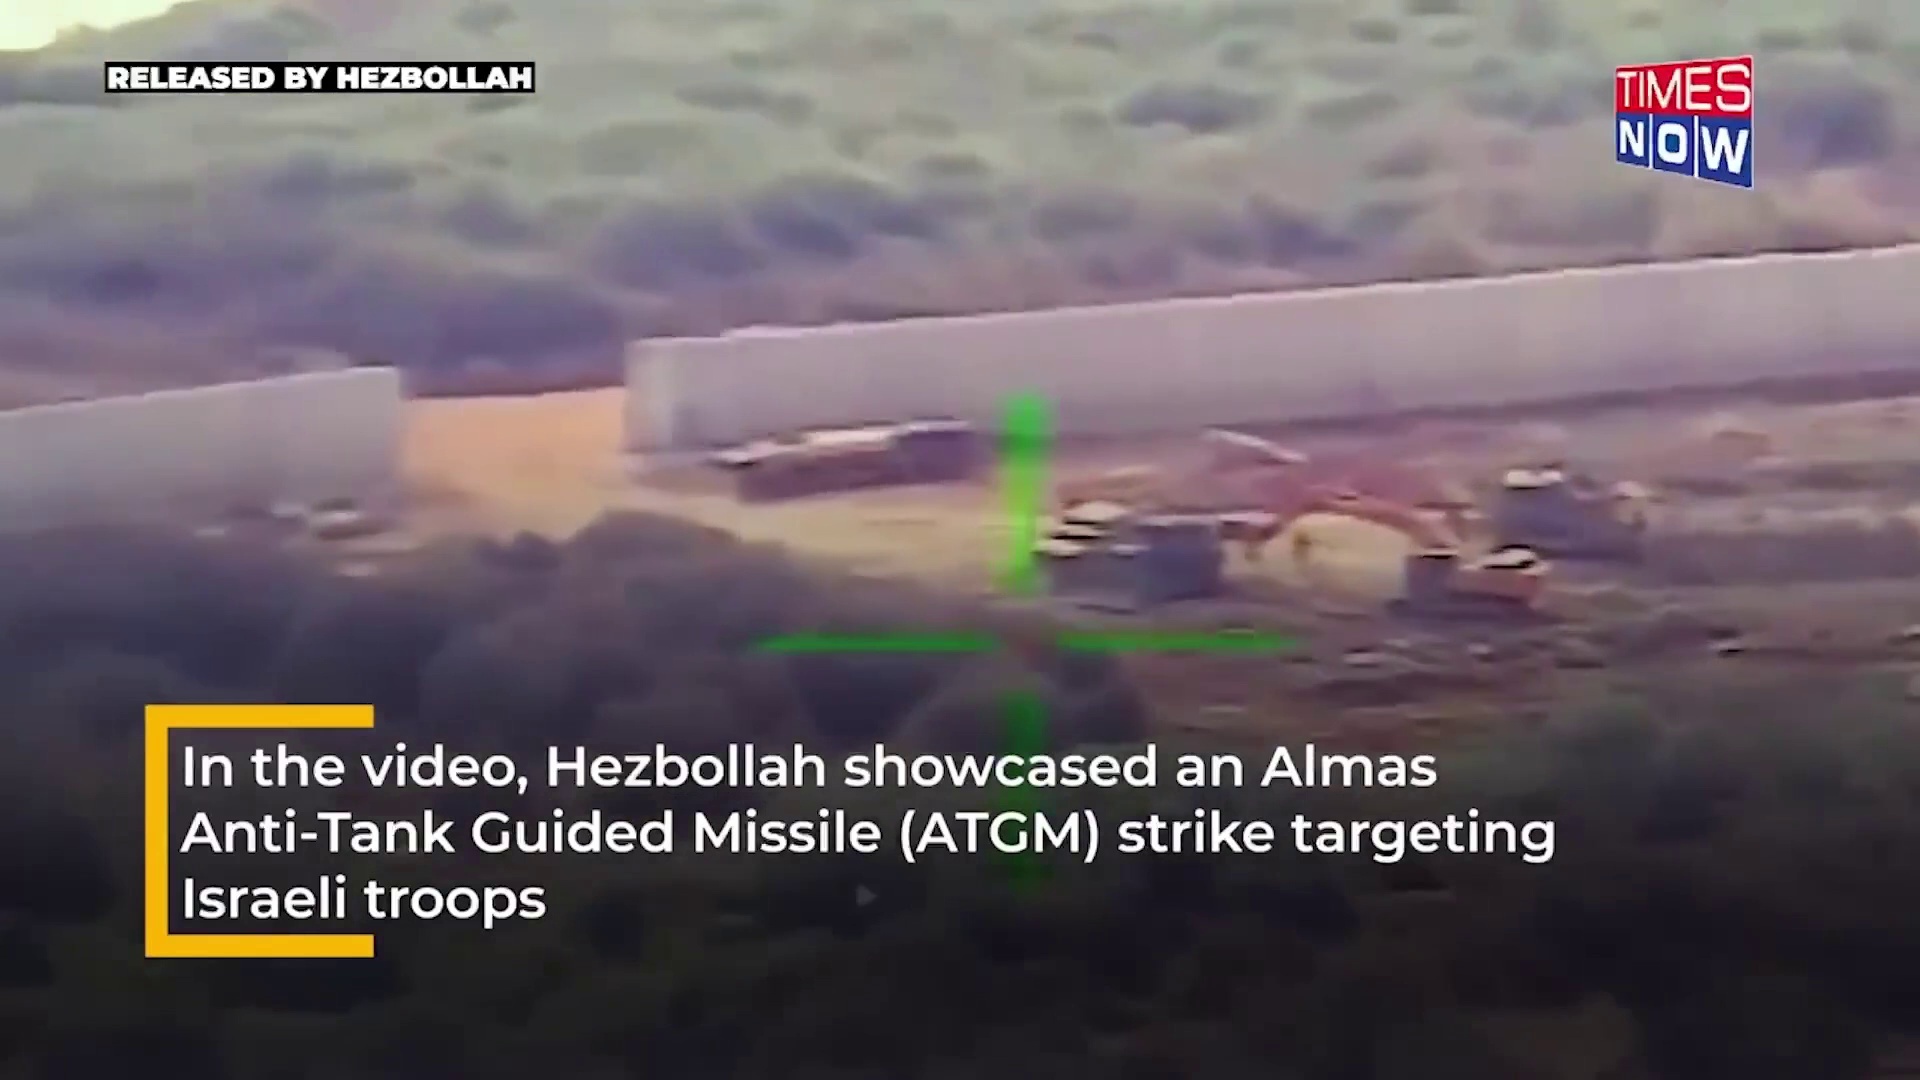 RELEASED BY HEZBOLLAH
TIMES
NOW
In the video, Hezbollah showcased an Almas
Anti-Tank Guided Missile (ATGM) strike targeting
Israeli troops